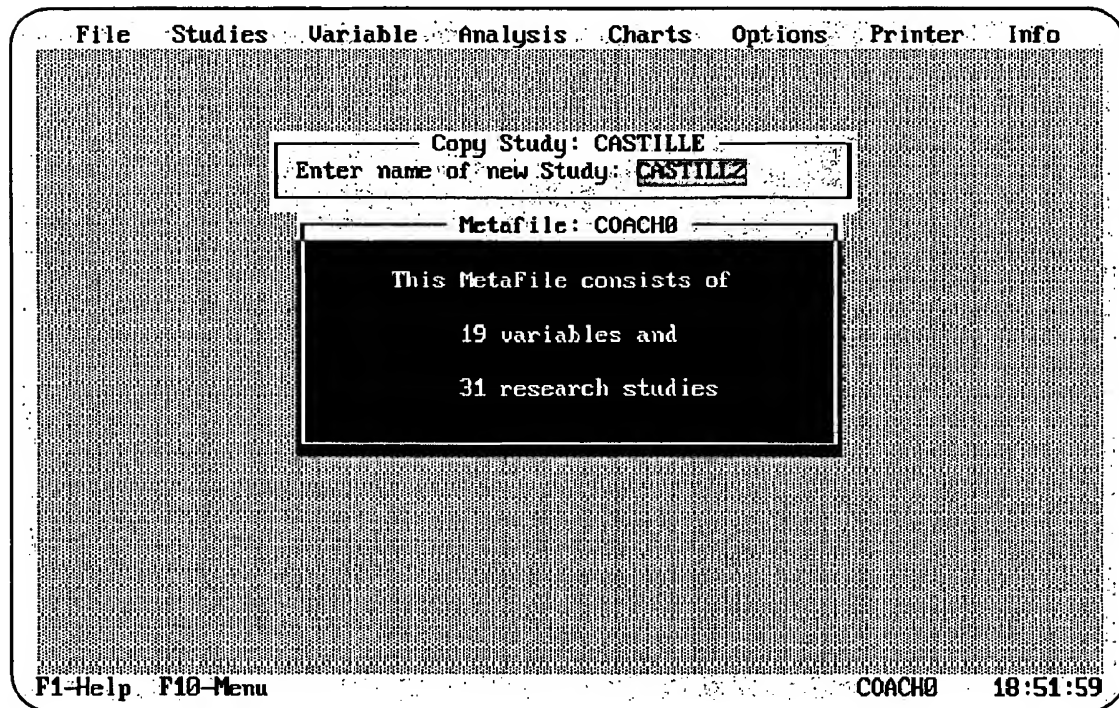 File Studies Variable Analysis Charts Options Printer Info
Copy Study: CASTILLE
Enter name of new Study: CASTILLZ
Metafile: COACH0
This MetaFile consists of
19 variables and
31 research studies
F1-Help F10-Menu COACH0 18:51:59